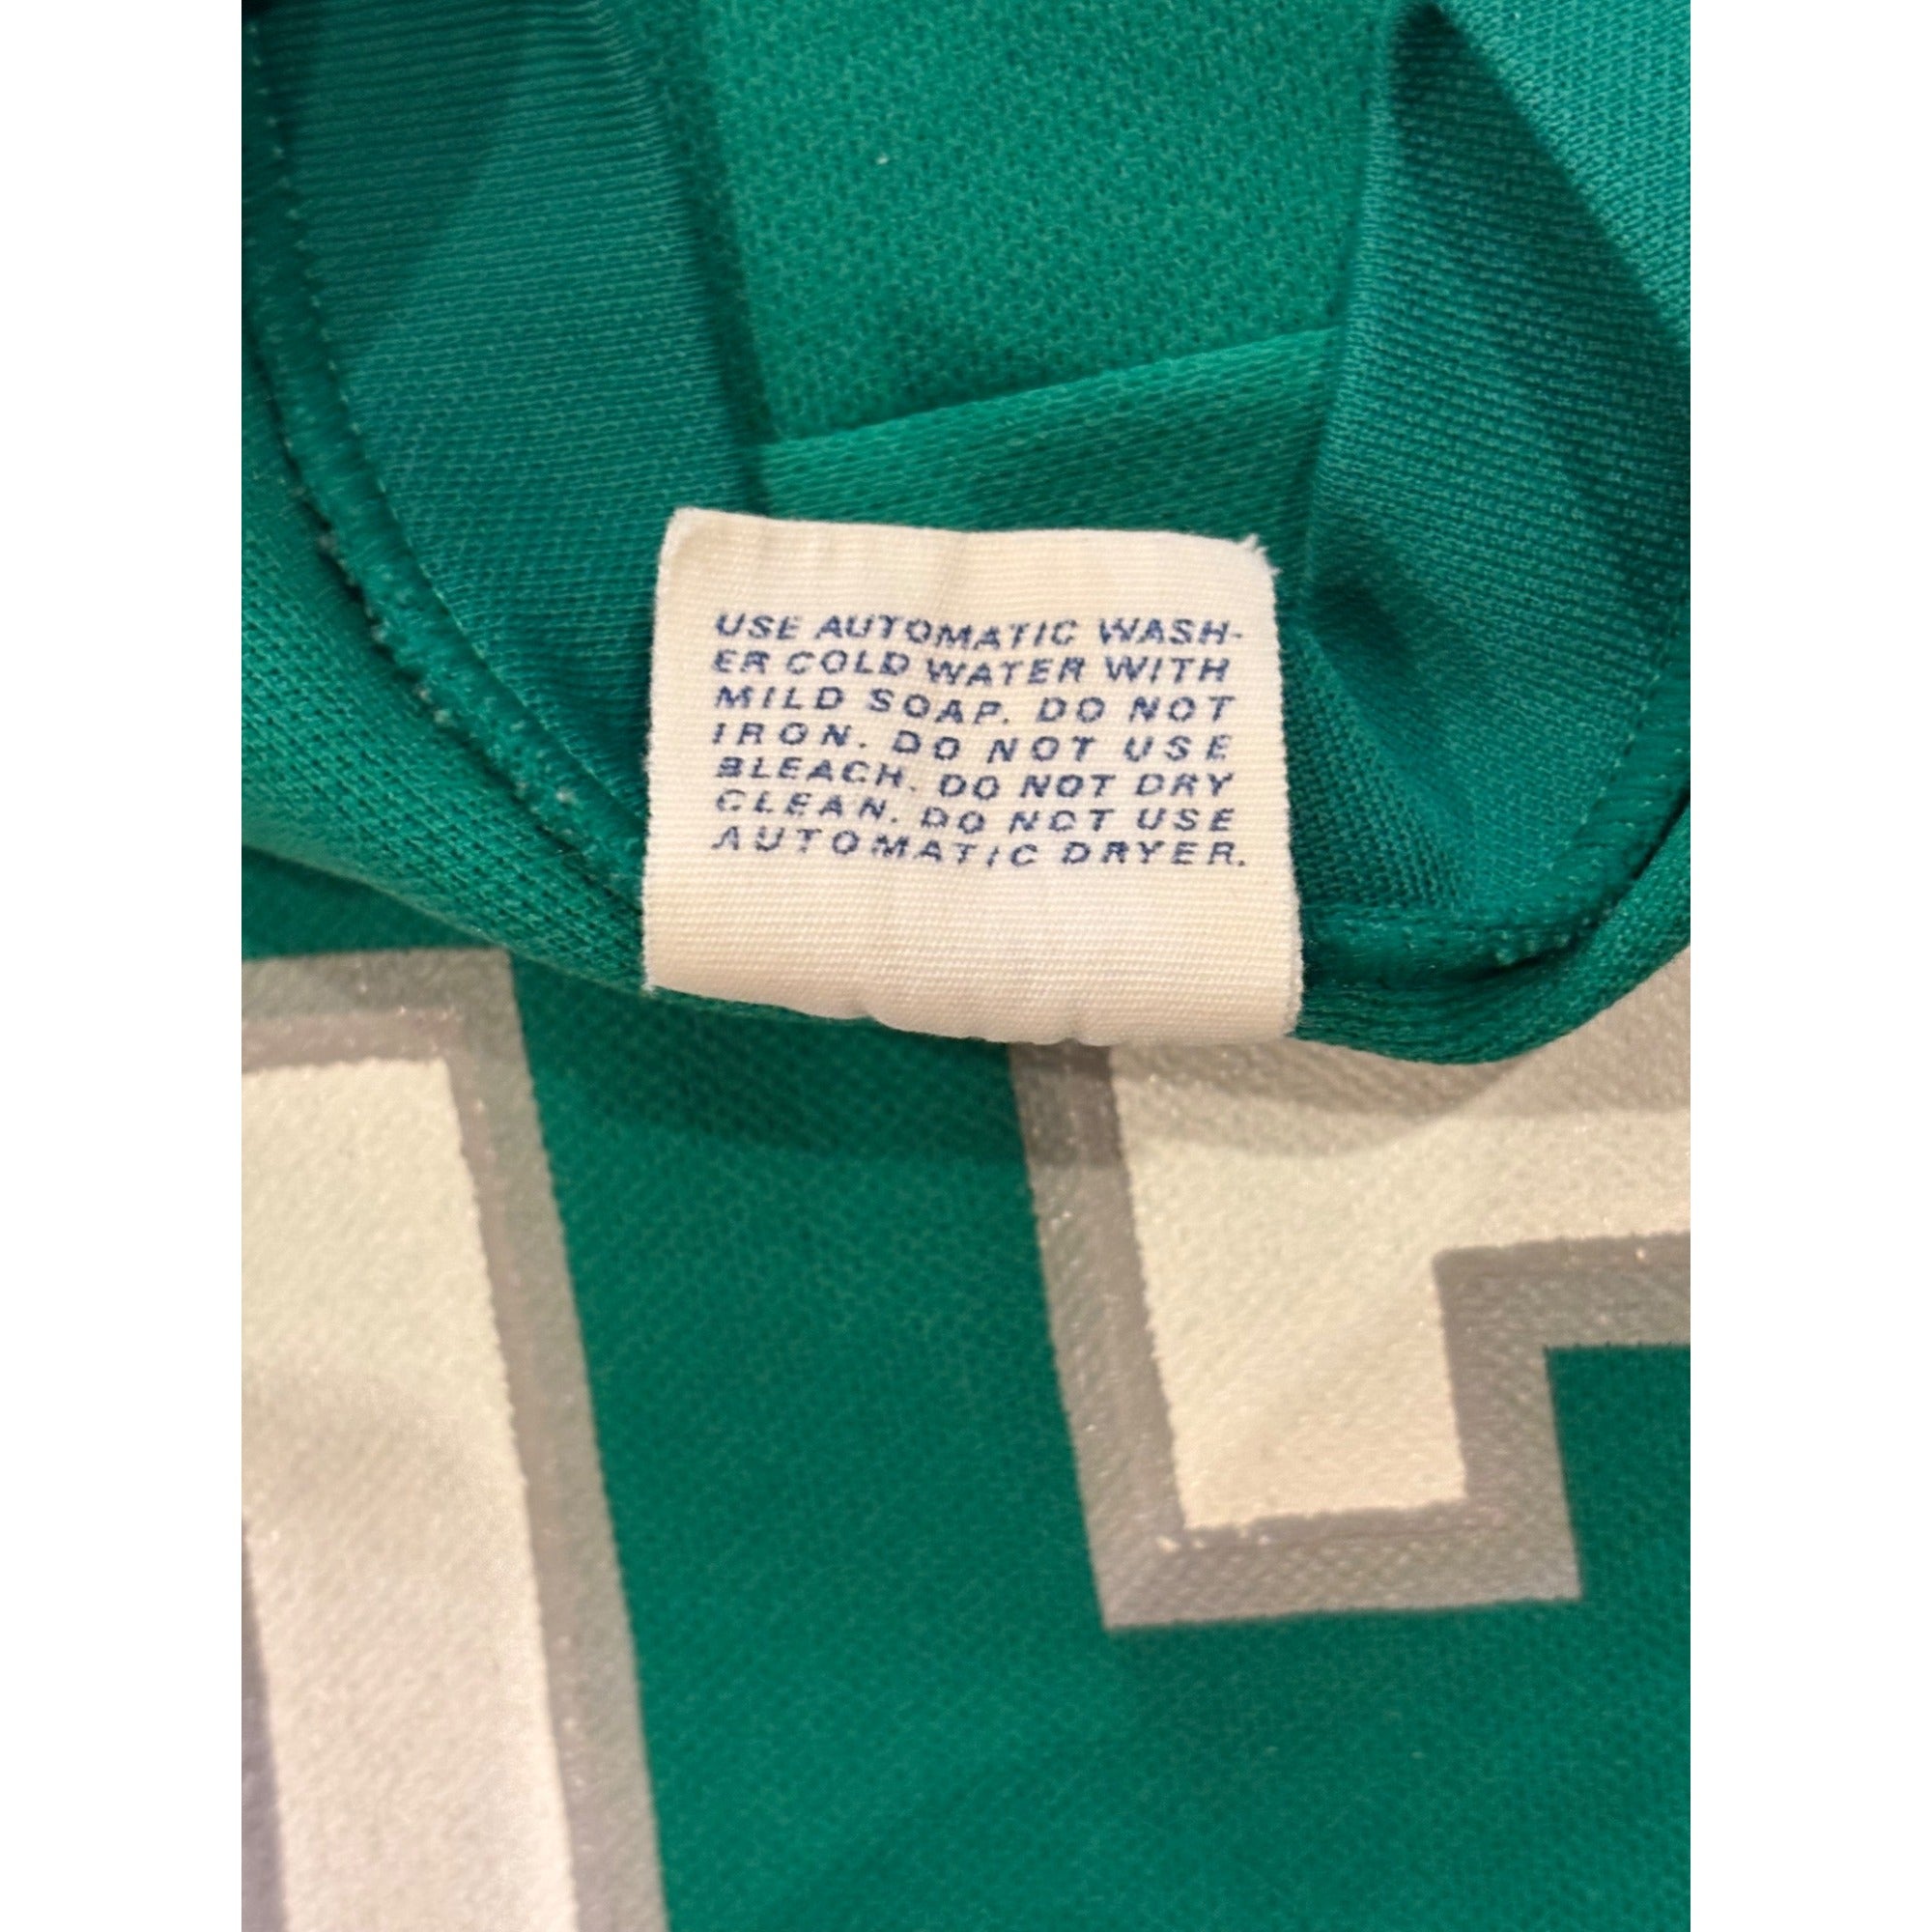 USE AUTOMATIC WASH-
ER COLD WATER WITH
MILD SOAP. DO NOT
IRON. DO NOT USE
BLEACH. DO NOT DRY
CLEAN. DO NOT USE
AUTOMATIC DRYER.